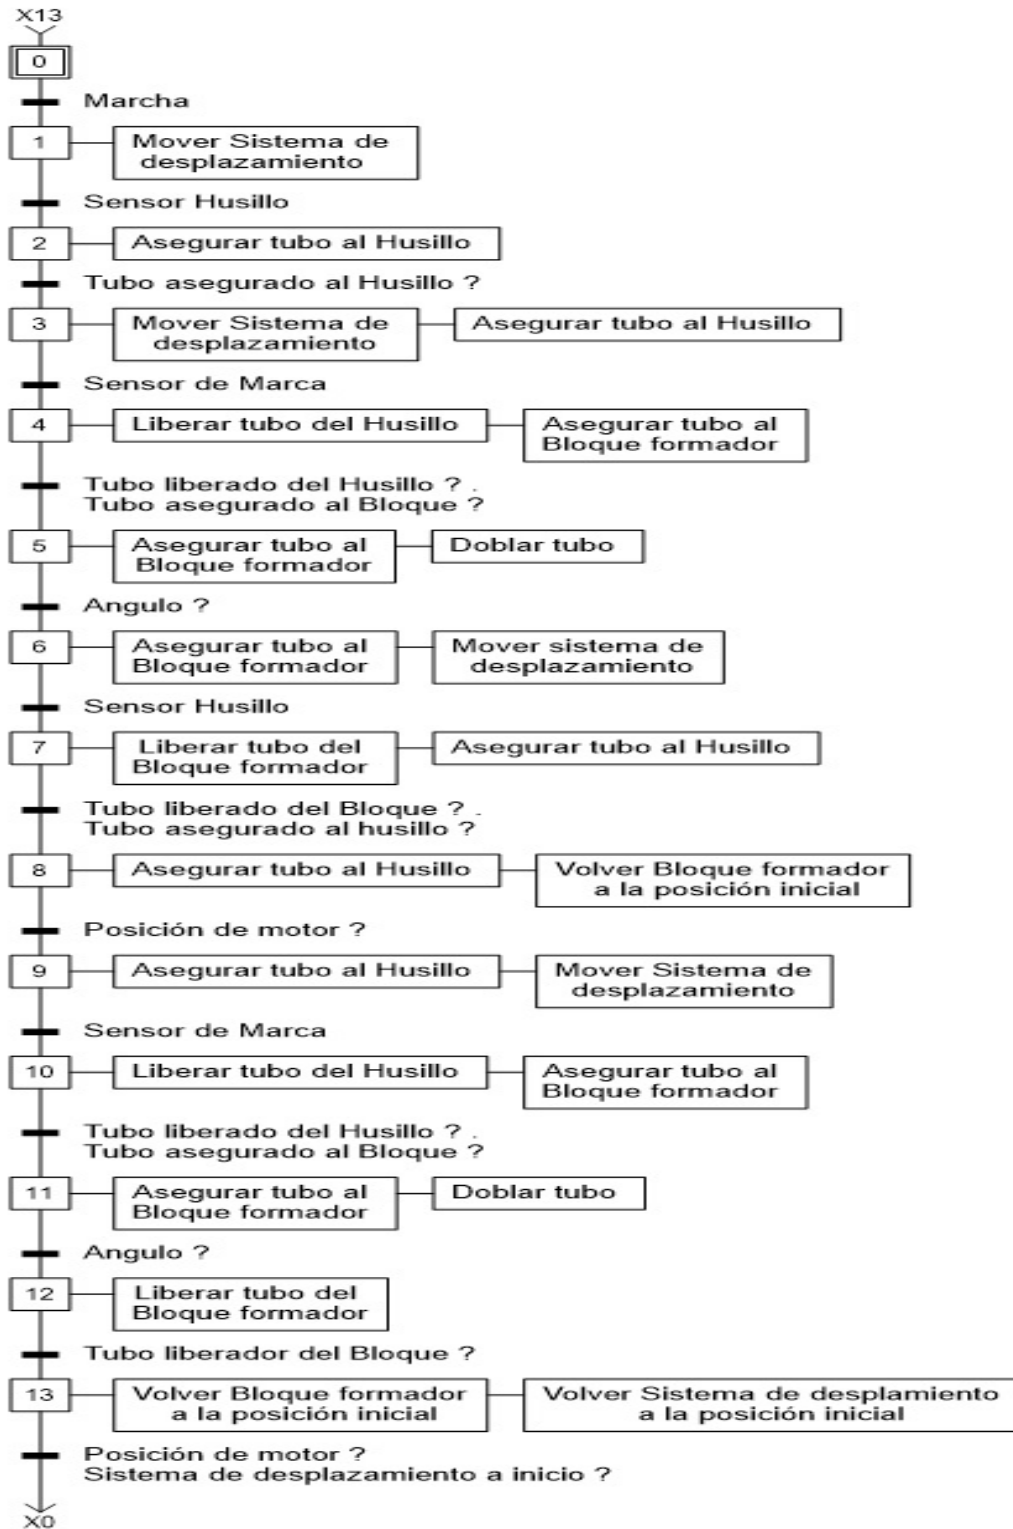 X13
0
Marcha
1
Mover Sistema de
desplazamiento
Sensor Husillo
2
Asegurar tubo al Husillo
Tubo asegurado al Husillo ?
3
Mover Sistema de
desplazamiento
Asegurar tubo al Husillo
Sensor de Marca
4
Liberar tubo del Husillo
Asegurar tubo al
Bloque formador
Tubo liberado del Husillo ? .
Tubo asegurado al Bloque ?
5
Asegurar tubo al
Bloque formador
Doblar tubo
Angulo ?
6
Asegurar tubo al
Bloque formador
Mover sistema de
desplazamiento
Sensor Husillo
7
Liberar tubo del
Bloque formador
Asegurar tubo al Husillo
Tubo liberado del Bloque ? .
Tubo asegurado al husillo ?
8
Asegurar tubo al Husillo
Volver Bloque formador
a la posición inicial
Posición de motor ?
9
Asegurar tubo al Husillo
Mover Sistema de
desplazamiento
Sensor de Marca
10
Liberar tubo del Husillo
Asegurar tubo al
Bloque formador
Tubo liberado del Husillo ? .
Tubo asegurado al Bloque ?
11
Asegurar tubo al
Bloque formador
Doblar tubo
Angulo ?
12
Liberar tubo del
Bloque formador
Tubo liberador del Bloque ?
13
Volver Bloque formador
a la posición inicial
Volver Sistema de desplamiento
a la posición inicial
Posición de motor ?
Sistema de desplazamiento a inicio ?
X0